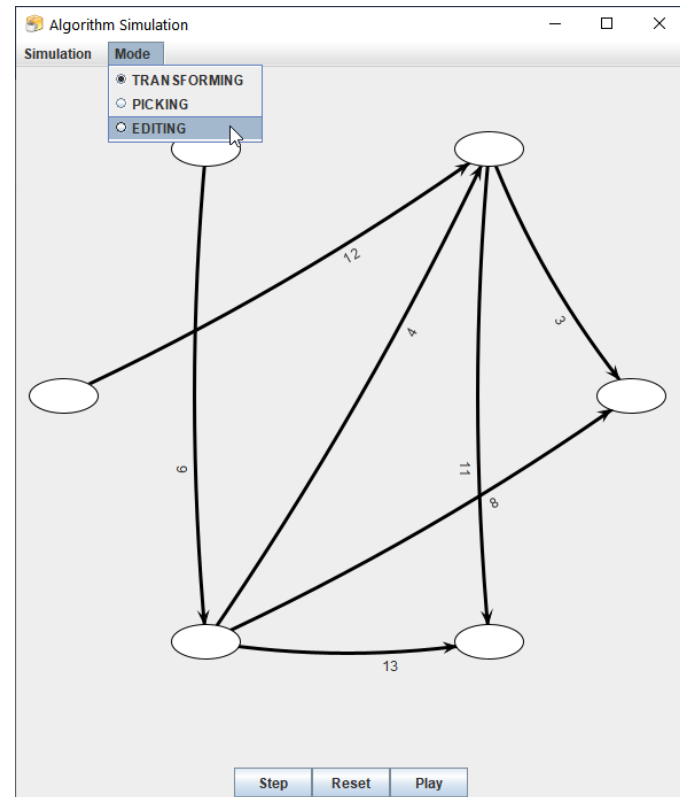 Algorithm Simulation
Simulation Mode
TRANSFORMING
PICKING
EDITING
12
4
3
9
11
8
13
Step Reset Play